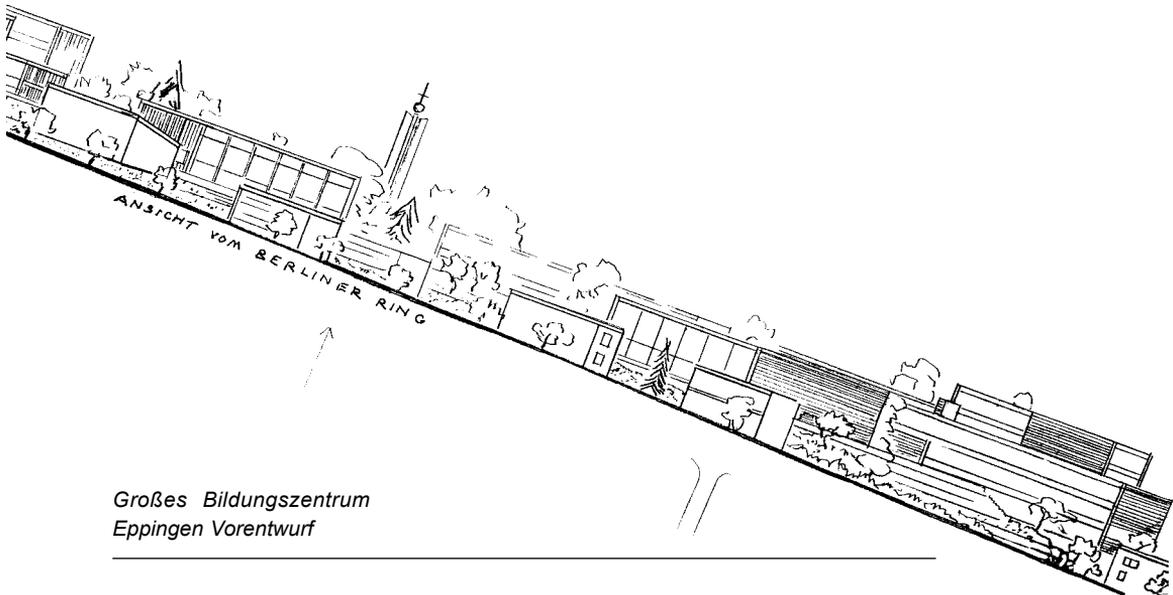 ANSICHT VOM BERLINER RING
Großes Bildungszentrum
Eppingen Vorentwurf